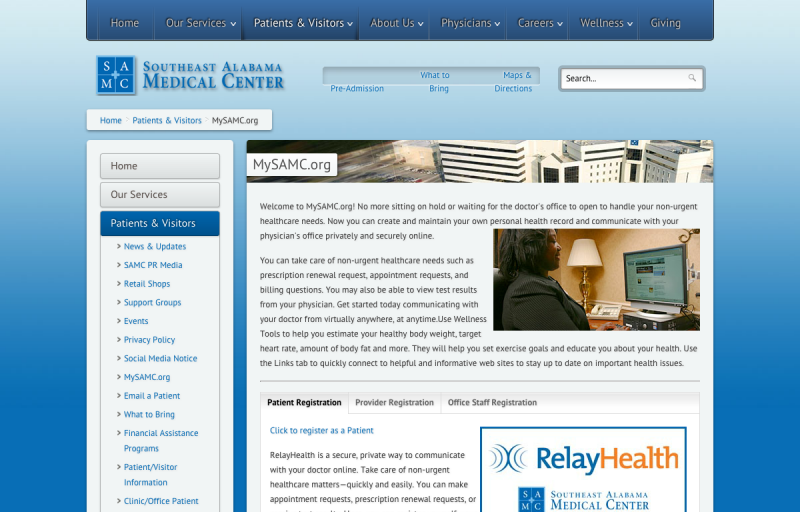 Home Our Services Patients & Visitors About Us Physicians Careers Wellness Giving
SOUTHEAST ALABAMA
MEDICAL CENTER
S A
M C
Pre-Admission
What to
Bring
Maps &
Directions
Search...
Home Patients & Visitors MySAMC.org
Home
Our Services
Patients & Visitors
News & Updates
SAMC PR Media
Retail Shops
Support Groups
Events
Privacy Policy
Social Media Notice
MySAMC.org
Email a Patient
What to Bring
Financial Assistance
Programs
Patient/Visitor
Information
Clinic/Office Patient
MySAMC.org
Welcome to MySAMC.org! No more sitting on hold or waiting for the doctor's office to open to handle your non-urgent
healthcare needs. Now you can create and maintain your own personal health record and communicate with your
physician's office privately and securely online.
You can take care of non-urgent healthcare needs such as
prescription renewal request, appointment requests, and
billing questions. You may also be able to view test results
from your physician. Get started today communicating with
your doctor from virtually anywhere, at anytime.Use Wellness
Tools to help you estimate your healthy body weight, target
heart rate, amount of body fat and more. They will help you set exercise goals and educate you about your health. Use
the Links tab to quickly connect to helpful and informative web sites to stay up to date on important health issues.
Patient Registration Provider Registration Office Staff Registration
Click to register as a Patient
RelayHealth is a secure, private way to communicate
with your doctor online. Take care of non-urgent
healthcare matters—quickly and easily. You can make
appointment requests, prescription renewal requests, or
RelayHealth
S A
M C
SOUTHEAST ALABAMA
MEDICAL CENTER